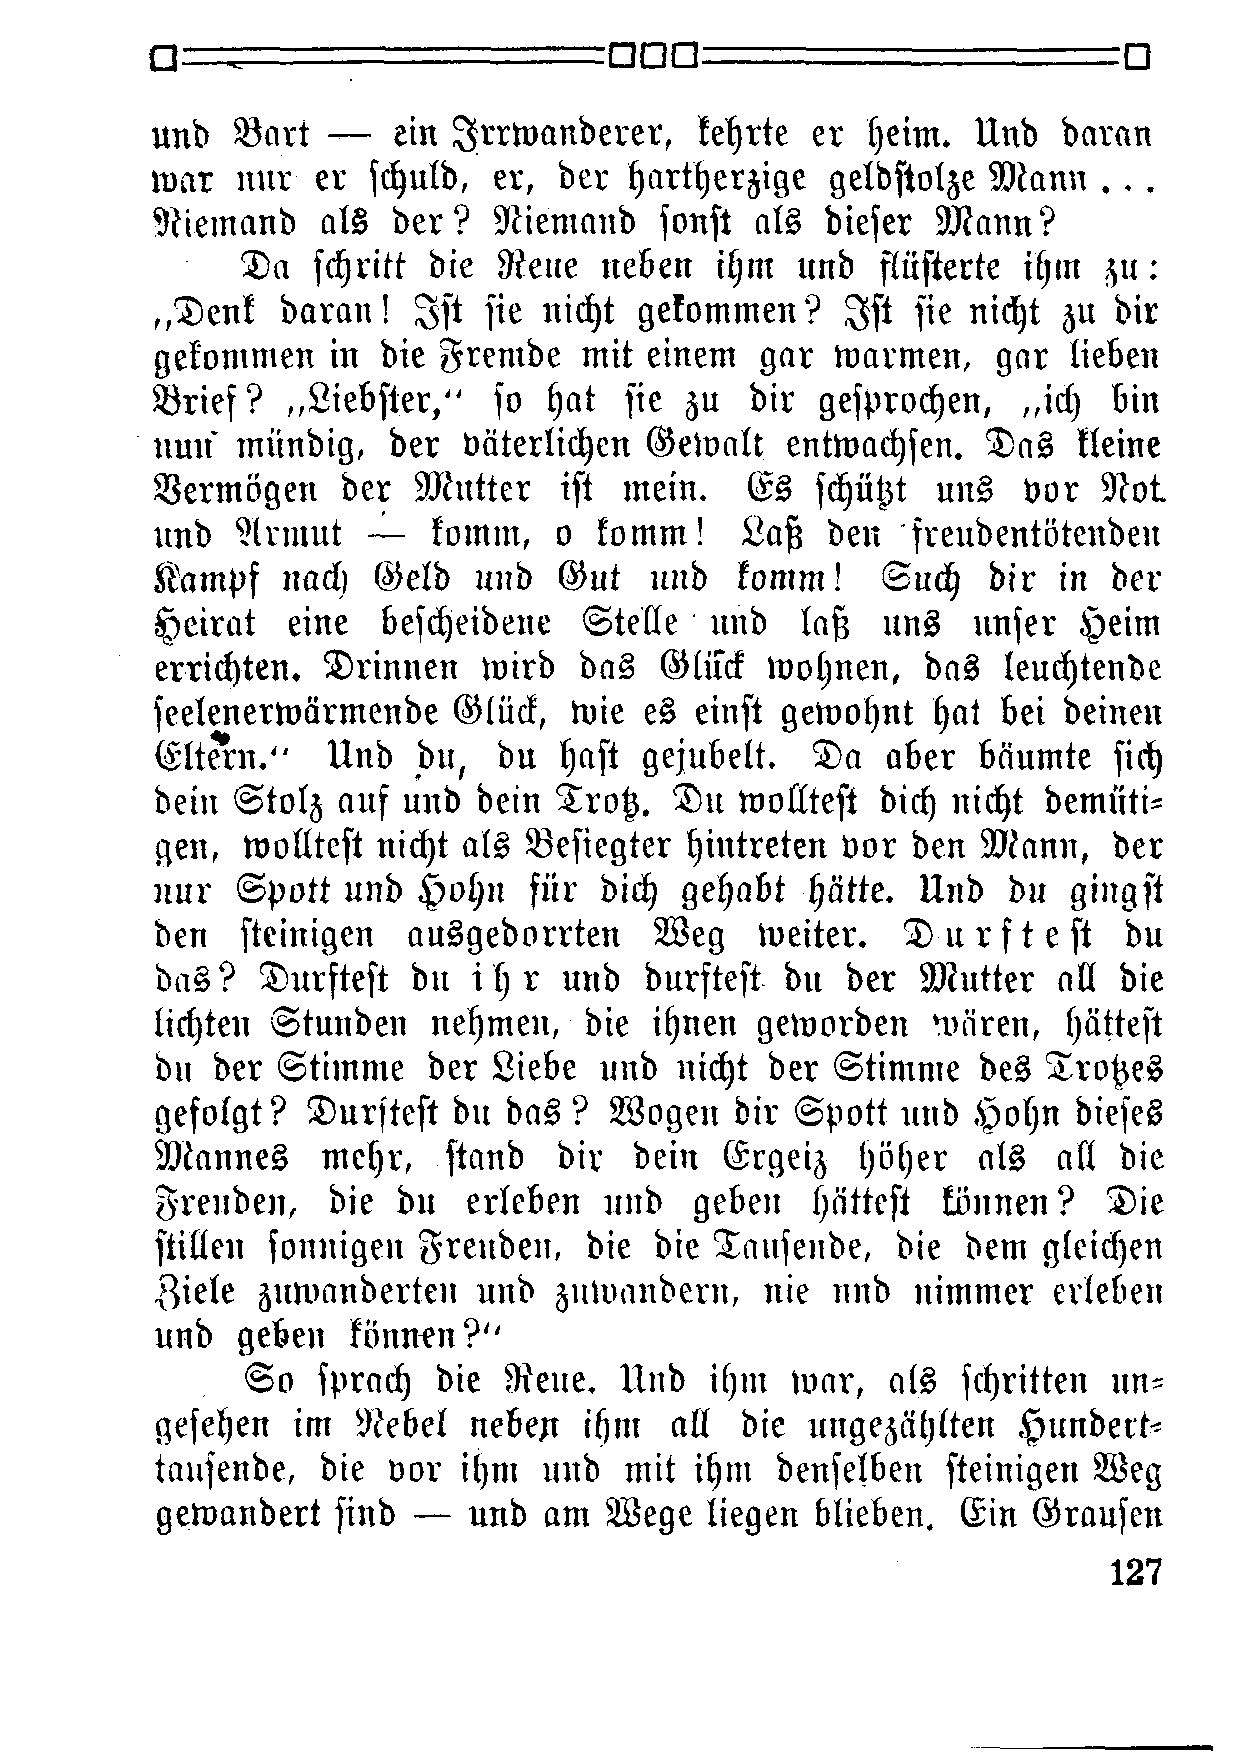 und Bart — ein Irrwanderer, kehrte er heim. Und daran
war nur er schuld, er, der hartherzige geldstolze Mann . . .
Niemand als der? Niemand sonst als dieser Mann?
Da schritt die Reue neben ihm und flüsterte ihm zu:
„Denk daran! Ist sie nicht gekommen? Ist sie nicht zu dir
gekommen in die Fremde mit einem gar warmen, gar lieben
Brief? „Liebster,“ so hat sie zu dir gesprochen, „ich bin
nun mündig, der väterlichen Gewalt entwachsen. Das kleine
Vermögen der Mutter ist mein. Es schützt uns vor Not
und Armut — komm, o komm! Laß den freudentötenden
Kampf nach Geld und Gut und komm! Such dir in der
Heirat eine bescheidene Stelle und laß uns unser Heim
errichten. Drinnen wird das Glück wohnen, das leuchtende
seelenerwärmende Glück, wie es einst gewohnt hat bei deinen
Eltern.“ Und du, du hast gejubelt. Da aber bäumte sich
dein Stolz auf und dein Trotz. Du wolltest dich nicht demüti-
gen, wolltest nicht als Besiegter hintreten vor den Mann, der
nur Spott und Hohn für dich gehabt hätte. Und du gingst
den steinigen ausgedorrten Weg weiter. Durftest du
das? Durftest du ihr und durftest du der Mutter all die
lichten Stunden nehmen, die ihnen geworden wären, hättest
du der Stimme der Liebe und nicht der Stimme des Trotzes
gefolgt? Durftest du das? Wogen dir Spott und Hohn dieses
Mannes mehr, stand dir dein Ergeiz höher als all die
Freuden, die du erleben und geben hättest können? Die
stillen sonnigen Freuden, die die Tausende, die dem gleichen
Ziele zuwanderten und zuwandern, nie und nimmer erleben
und geben können?“
So sprach die Reue. Und ihm war, als schritten un-
gesehen im Nebel neben ihm all die ungezählten Hundert-
tausende, die vor ihm und mit ihm denselben steinigen Weg
gewandert sind — und am Wege liegen blieben. Ein Grausen
127